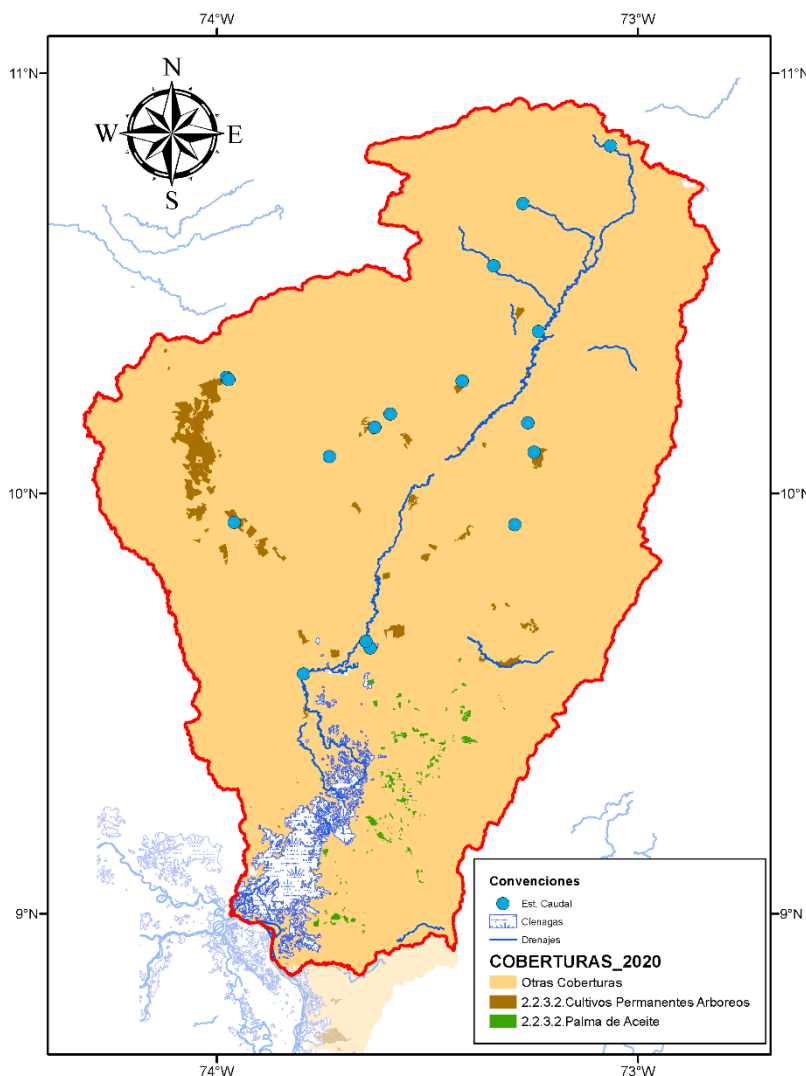 74°W 73°W
11°N 11°N
N
W E
S
10°N 10°N
9°N 9°N
Convenciones
Est. Caudal
CIenagas
Drenajes
COBERTURAS_2020
Otras Coberturas
2.2.3.2.Cultivos Permanentes Arboreos
2.2.3.2.Palma de Aceite
74°W 73°W